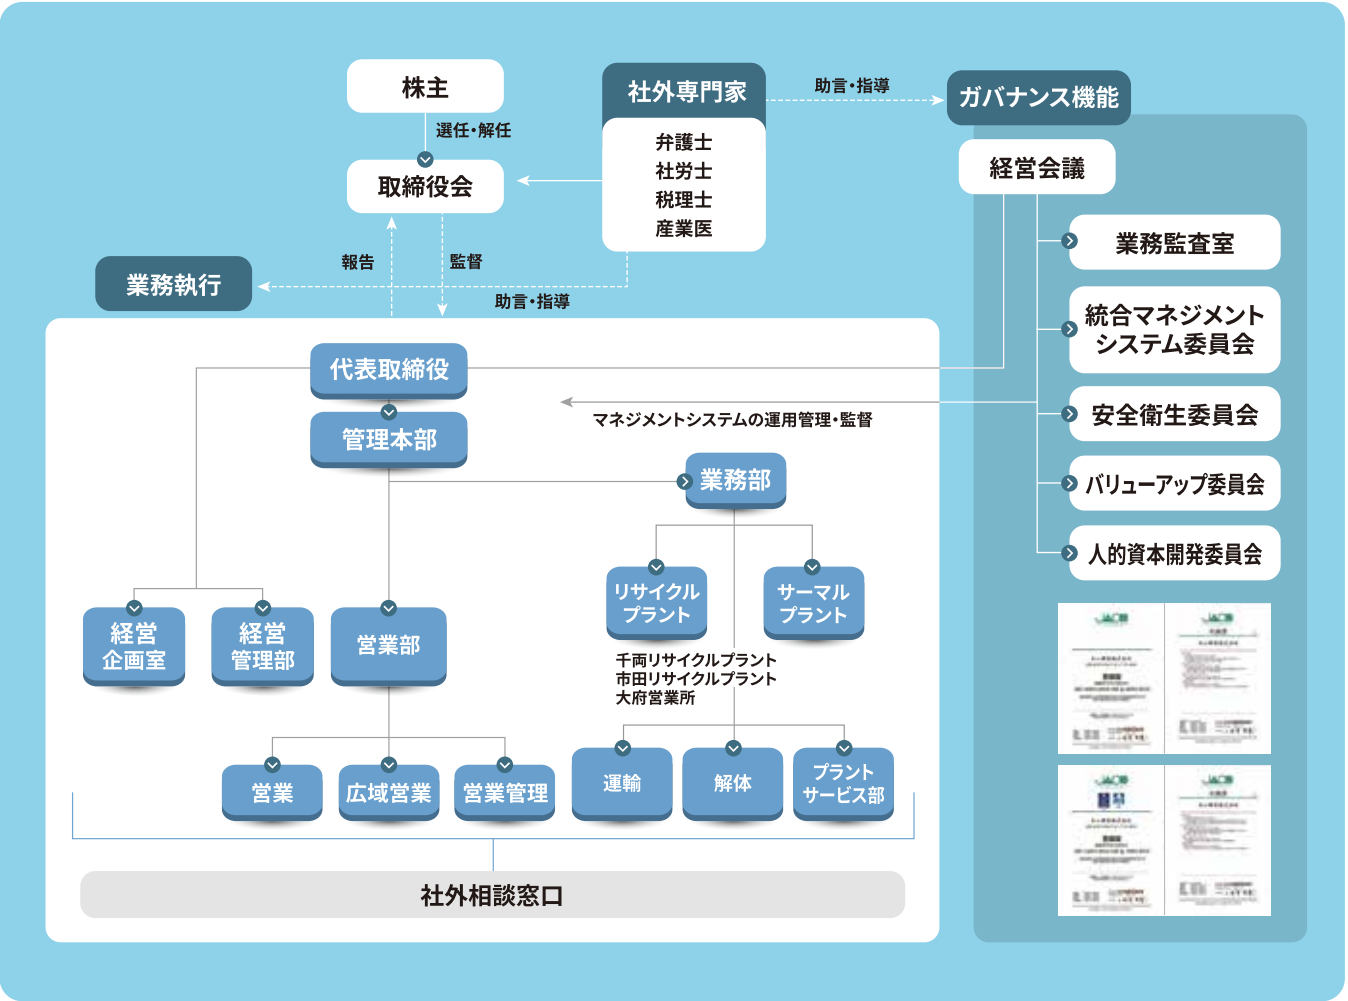 株主
選任・解任
取締役会
報告
監督
社外専門家
弁護士
社労士
税理士
産業医
助言・指導
助言・指導
業務執行
ガバナンス機能
経営会議
業務監査室
統合マネジメント
システム委員会
安全衛生委員会
バリューアップ委員会
人的資本開発委員会
代表取締役
管理本部
マネジメントシステムの運用管理・監督
業務部
リサイクル
プラント
サーマル
プラント
経営
企画室
経営
管理部
営業部
千両リサイクルプラント
市田リサイクルプラント
大府営業所
営業
広域営業
営業管理
運輸
解体
プラント
サービス部
社外相談窓口